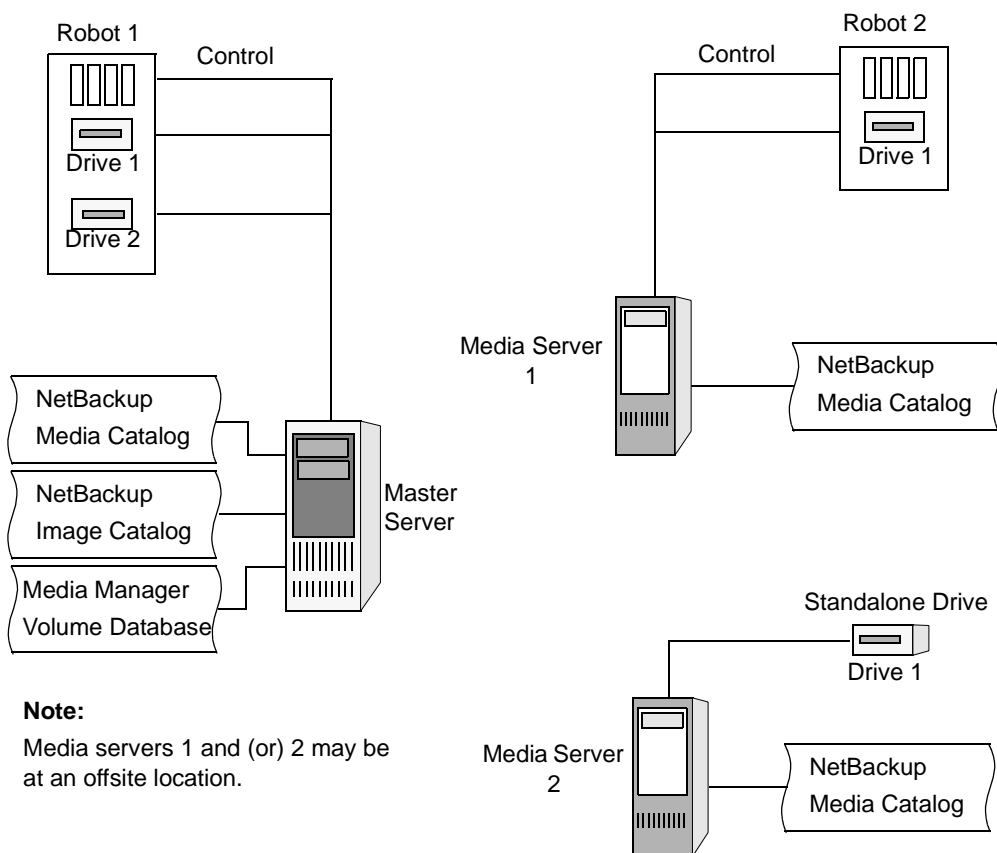 Robot 1
Control
Drive 1
Drive 2
NetBackup
Media Catalog
NetBackup
Image Catalog
Media Manager
Volume Database
Master
Server
Note:
Media servers 1 and (or) 2 may be
at an offsite location.
Robot 2
Control
Drive 1
Media Server
1
NetBackup
Media Catalog
Standalone Drive
Drive 1
Media Server
2
NetBackup
Media Catalog